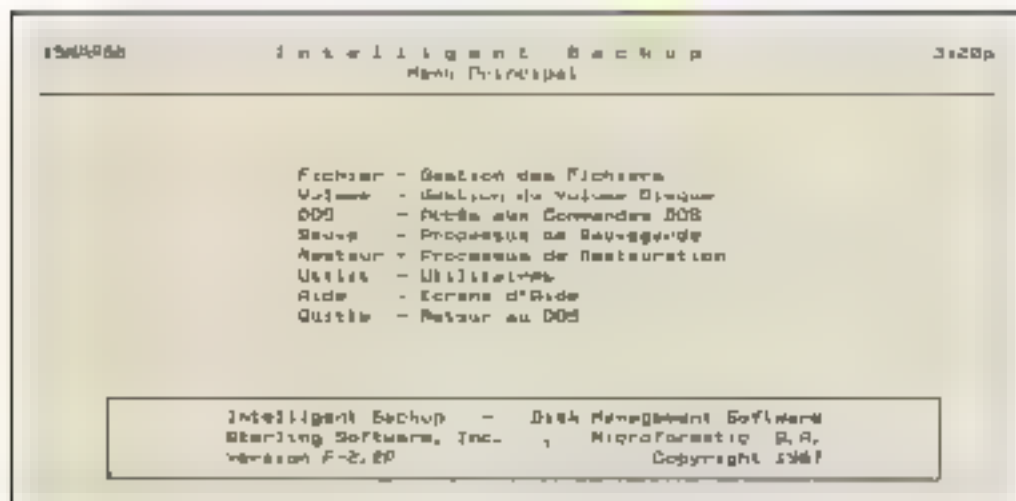 Intelligent Backup 3:20p
Menu Principal
Fichier - Gestion des Fichiers
Volume - Gestion du Volume Disque
DOS - Accès aux Commandes DOS
Sauve - Processus de Sauvegarde
Restaur - Processus de Restauration
Utilit - Utilitaires
Aide - Ecrans d'Aide
Quitte - Retour au DOS
Intelligent Backup - Disk Management Software
Sterling Software, Inc. , Microformatic S.A.
Version Copyright